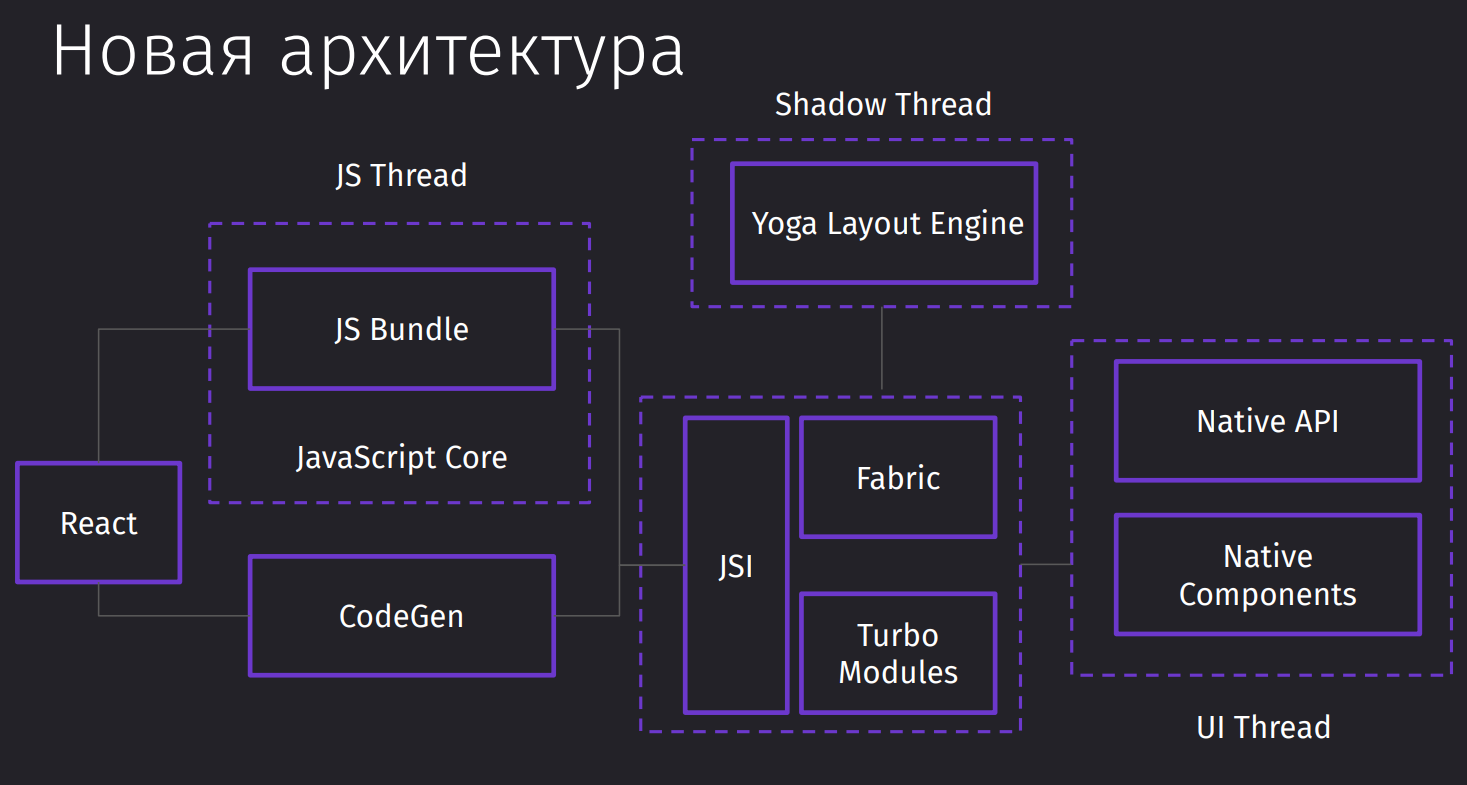 Новая архитектура
Shadow Thread
Yoga Layout Engine
JS Thread
JS Bundle
JavaScript Core
React
CodeGen
JSI
Fabric
Turbo
Modules
Native API
Native
Components
UI Thread